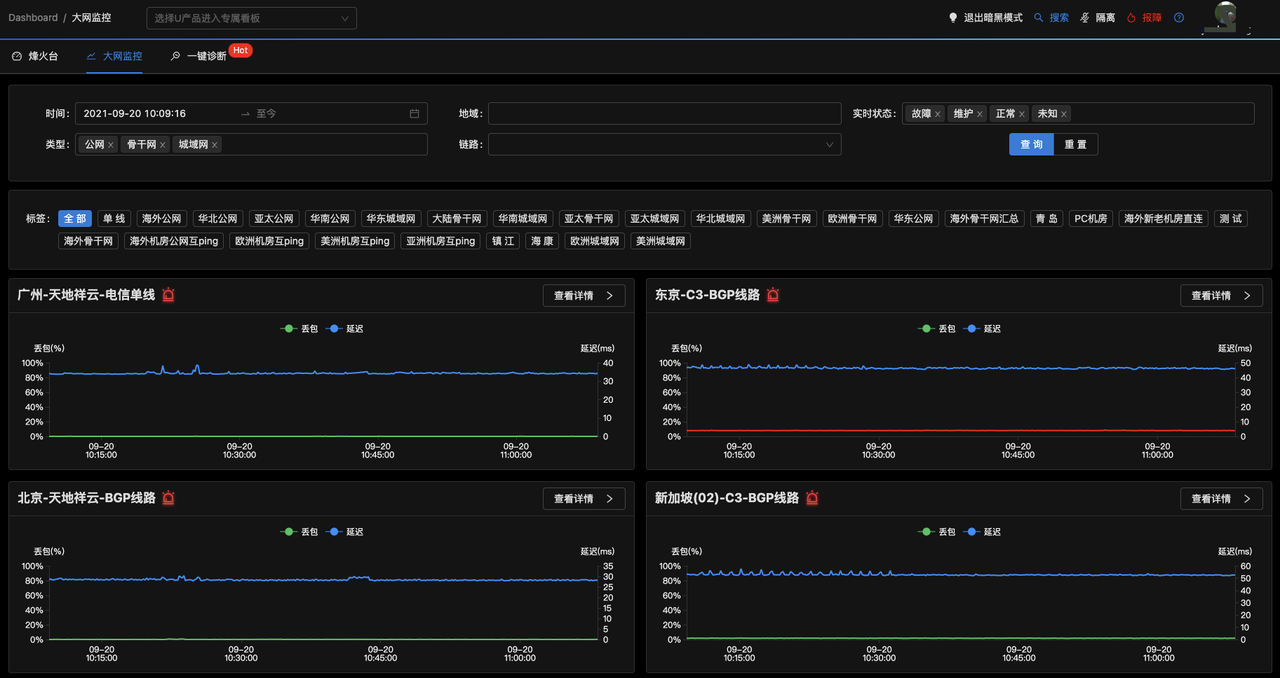 Dashboard / 大网监控 选择U产品进入专属看板 退出暗黑模式 搜索 隔离 报障
烽火台 大网监控 一键诊断 Hot
时间: 2021-09-20 10:09:16 → 至今 地域: 实时状态: 故障 × 维护 × 正常 × 未知 ×
类型: 公网 × 骨干网 × 城域网 × 链路: 查 询 重 置
标签: 全 部 单 线 海外公网 华北公网 亚太公网 华南公网 华东城域网 大陆骨干网 华南城域网 亚太骨干网 亚太城域网 华北城域网 美洲骨干网 欧洲骨干网 华东公网 海外骨干网汇总 青 岛 PC机房 海外新老机房直连 测 试
海外骨干网 海外机房公网互ping 欧洲机房互ping 美洲机房互ping 亚洲机房互ping 镇 江 海 康 欧洲城域网 美洲城域网
广州-天地祥云-电信单线 查看详情 >
丢包 延迟
丢包(%) 延迟(ms)
100% 40
80% 30
60%
40% 20
20% 10
0% 0
09-20 09-20 09-20 09-20
10:15:00 10:30:00 10:45:00 11:00:00
东京-C3-BGP线路 查看详情 >
丢包 延迟
丢包(%) 延迟(ms)
100% 50
80% 40
60% 30
40% 20
20% 10
0% 0
09-20 09-20 09-20 09-20
10:15:00 10:30:00 10:45:00 11:00:00
北京-天地祥云-BGP线路 查看详情 >
丢包 延迟
丢包(%) 延迟(ms)
100% 35
80% 30
25
60% 20
40% 15
10
20% 5
0% 0
09-20 09-20 09-20 09-20
10:15:00 10:30:00 10:45:00 11:00:00
新加坡(02)-C3-BGP线路 查看详情 >
丢包 延迟
丢包(%) 延迟(ms)
100% 60
80% 50
60% 40
40% 30
20
20% 10
0% 0
09-20 09-20 09-20 09-20
10:15:00 10:30:00 10:45:00 11:00:00